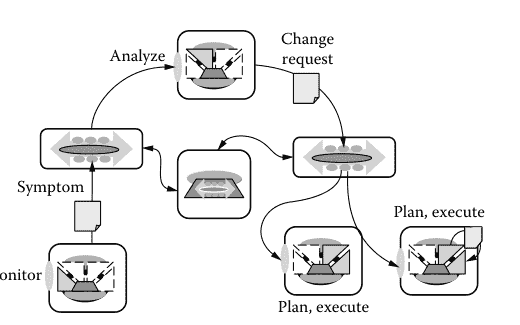 Analyze
Change
request
Symptom
Plan, execute
onitor
Plan, execute